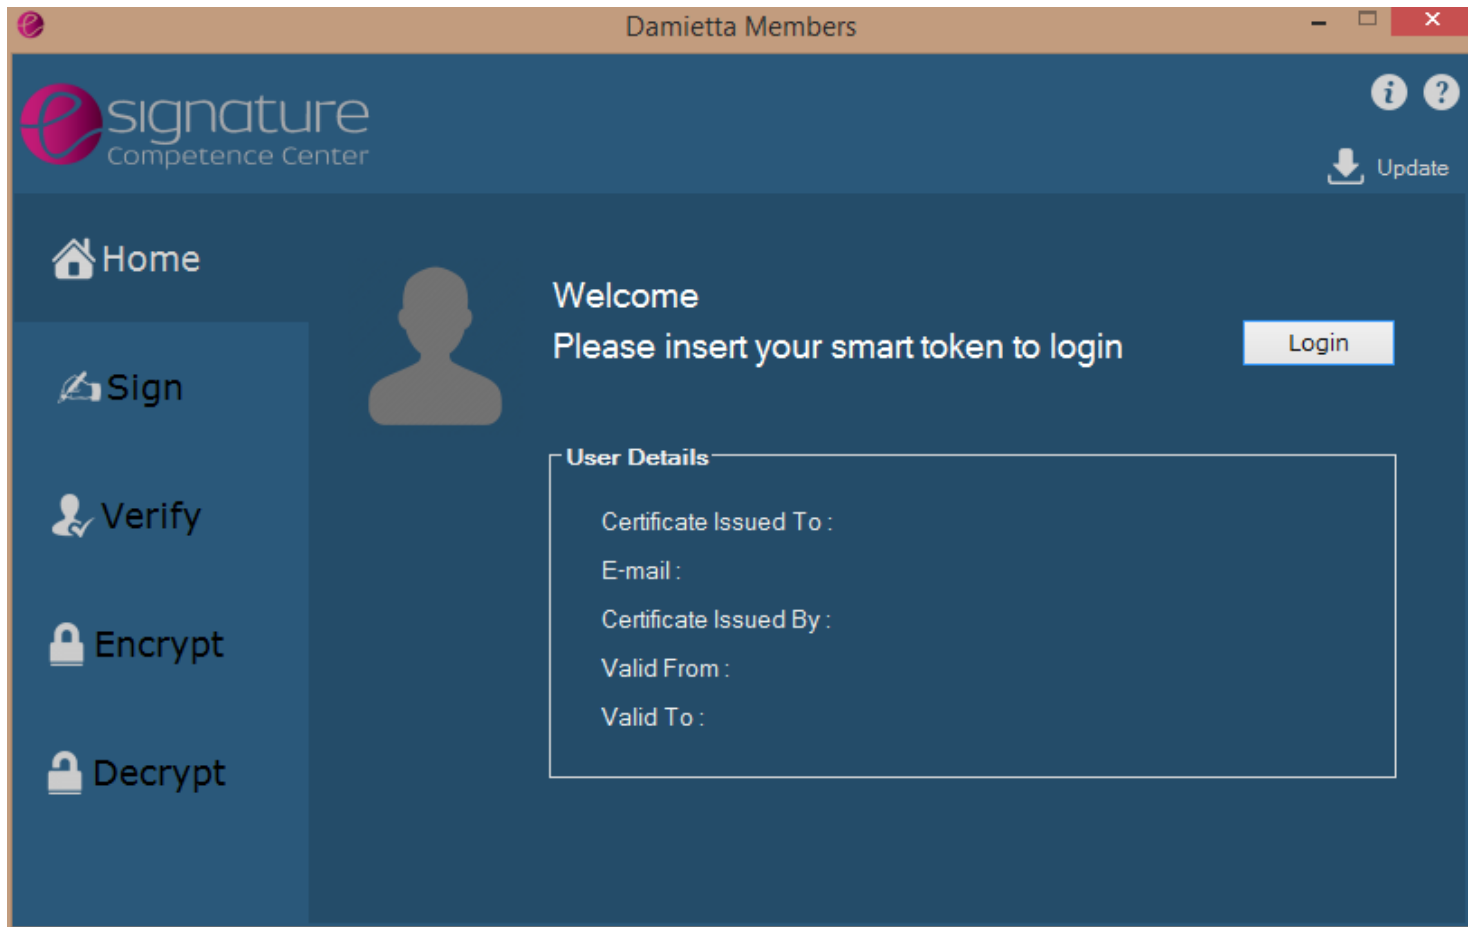 Damietta Members
esignature
Competence Center
Update
Home
Sign
Verify
Encrypt
Decrypt
Welcome
Please insert your smart token to login
Login
User Details
Certificate Issued To :
E-mail :
Certificate Issued By :
Valid From :
Valid To :